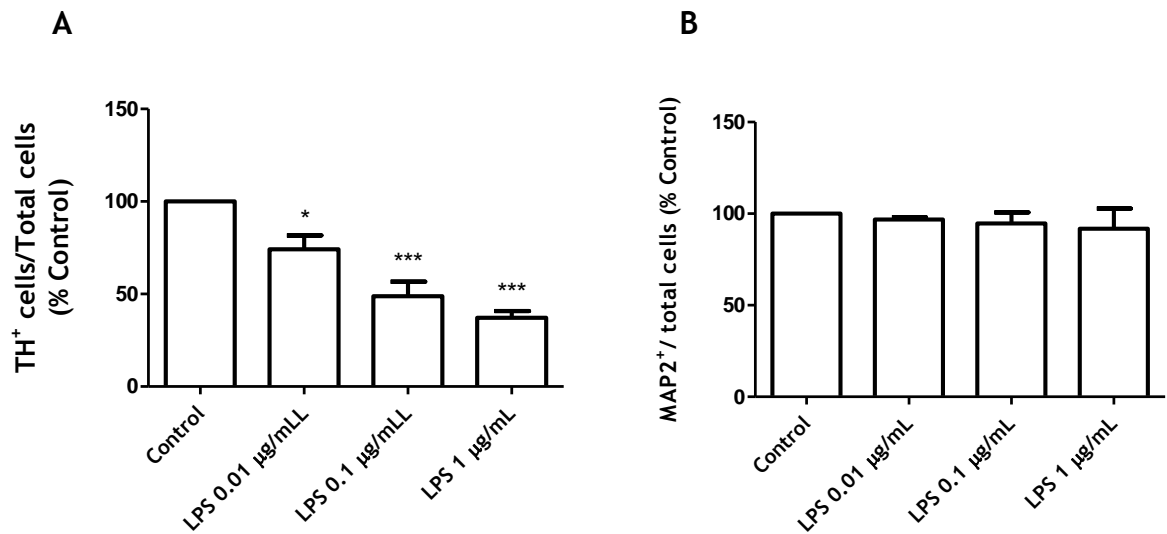 A
TH⁺ cells/Total cells
(% Control)
150
100
50
0
*
***
***
Control
LPS 0.01 µg/mLL
LPS 0.1 µg/mLL
LPS 1 µg/mL
B
MAP2⁺/ total cells (% Control)
150
100
50
0
Control
LPS 0.01 µg/mL
LPS 0.1 µg/mL
LPS 1 µg/mL